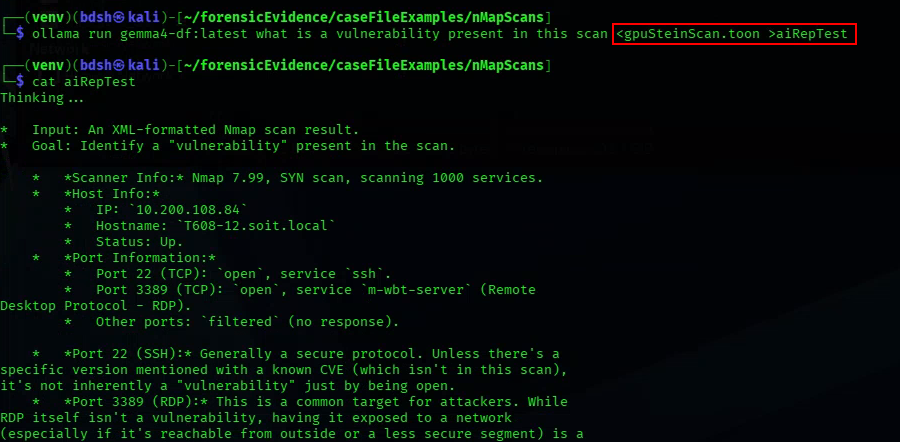 ┌──(venv)(bdsh㉿kali)-[~/forensicEvidence/caseFileExamples/nMapScans]
└─$ ollama run gemma4-df:latest what is a vulnerability present in this scan <gpuSteinScan.toon >aiRepTest
┌──(venv)(bdsh㉿kali)-[~/forensicEvidence/caseFileExamples/nMapScans]
└─$ cat aiRepTest
Thinking...
*   Input: An XML-formatted Nmap scan result.
*   Goal: Identify a "vulnerability" present in the scan.
*   *Scanner Info:* Nmap 7.99, SYN scan, scanning 1000 services.
*   *Host Info:*
*   IP: `10.200.108.84`
*   Hostname: `T608-12.soit.local`
*   Status: Up.
*   *Port Information:*
*   Port 22 (TCP): `open`, service `ssh`.
*   Port 3389 (TCP): `open`, service `m-wbt-server` (Remote
Desktop Protocol - RDP).
*   Other ports: `filtered` (no response).
*   *Port 22 (SSH):* Generally a secure protocol. Unless there's a
specific version mentioned with a known CVE (which isn't in this scan),
it's not inherently a "vulnerability" just by being open.
*   *Port 3389 (RDP):* This is a common target for attackers. While
RDP itself isn't a vulnerability, having it exposed to a network
(especially if it's reachable from outside or a less secure segment) is a